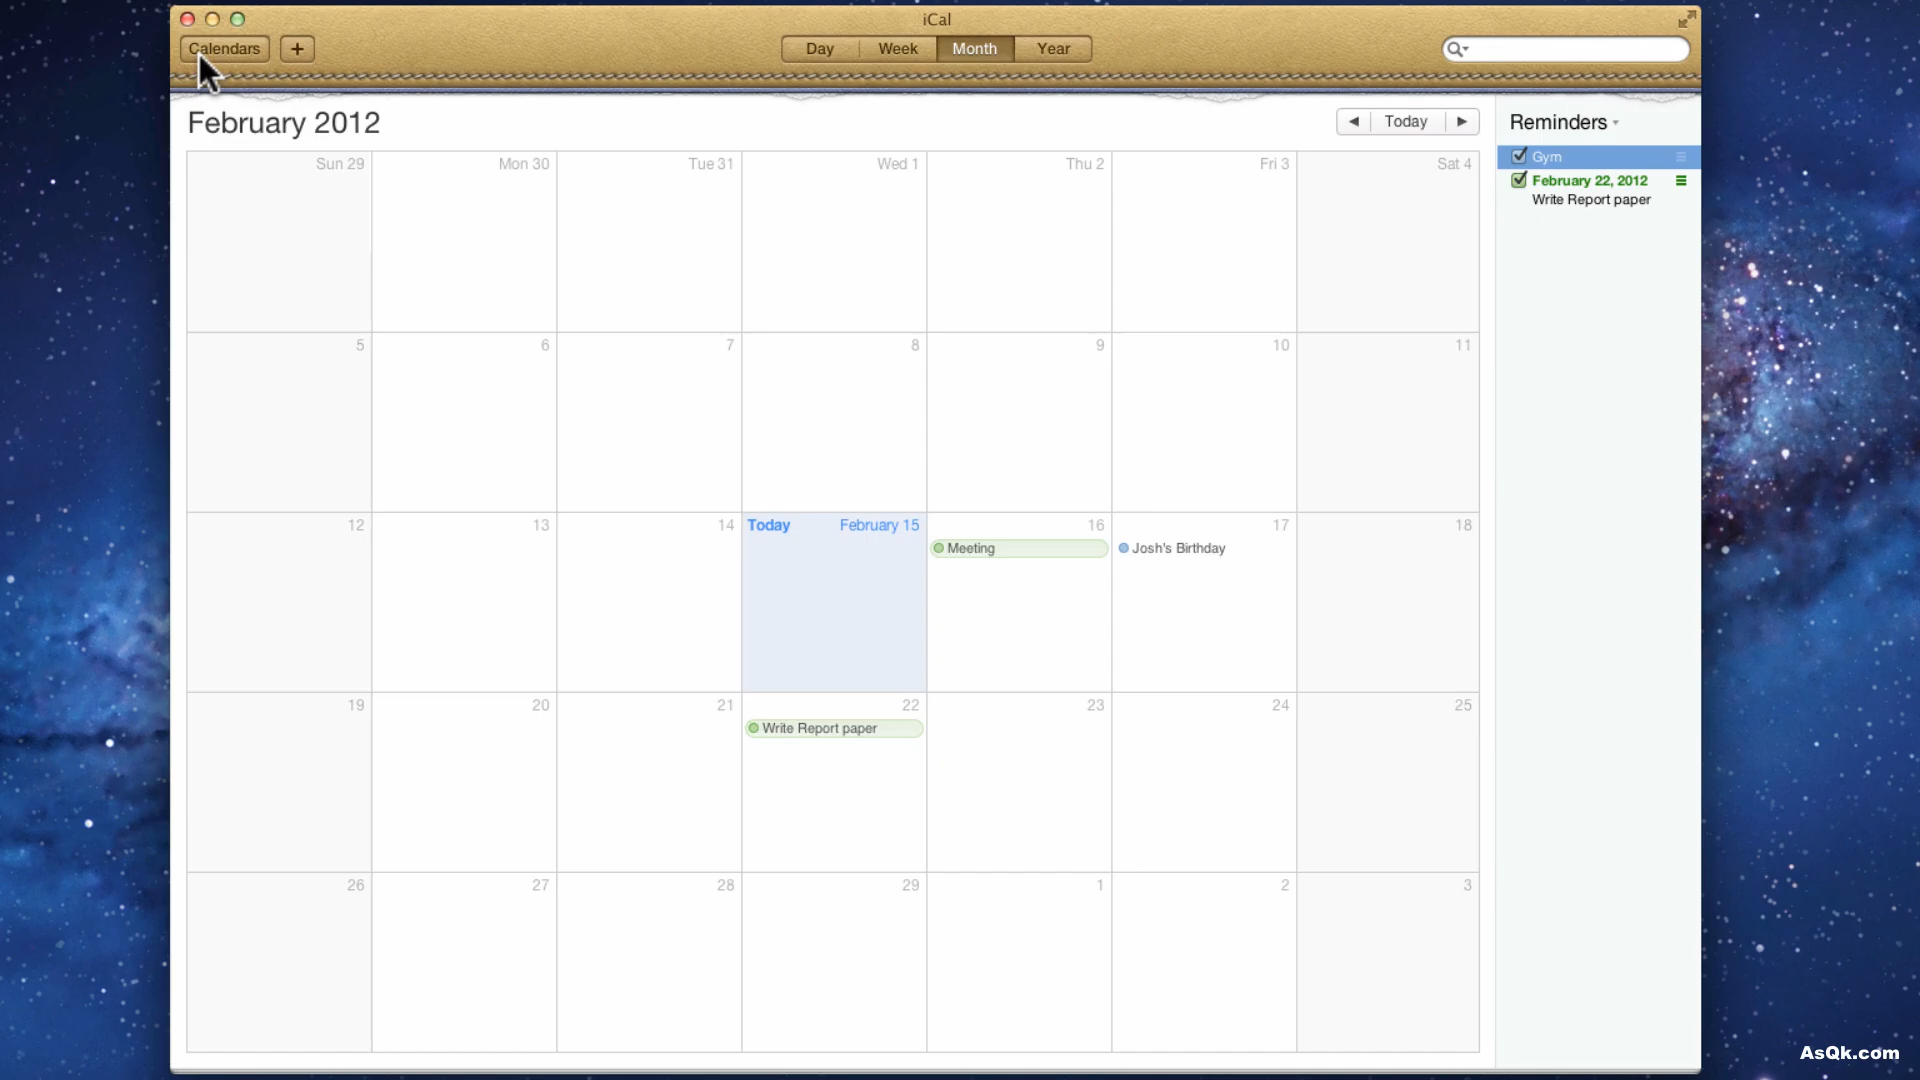 iCal
Calendars + Day Week Month Year
February 2012 Today Reminders
Sun 29 Mon 30 Tue 31 Wed 1 Thu 2 Fri 3 Sat 4
Gym
February 22, 2012
Write Report paper
5 6 7 8 9 10 11
12 13 14 Today February 15 16 17 18
Meeting Josh's Birthday
19 20 21 22 23 24 25
Write Report paper
26 27 28 29 1 2 3
AsQk.com